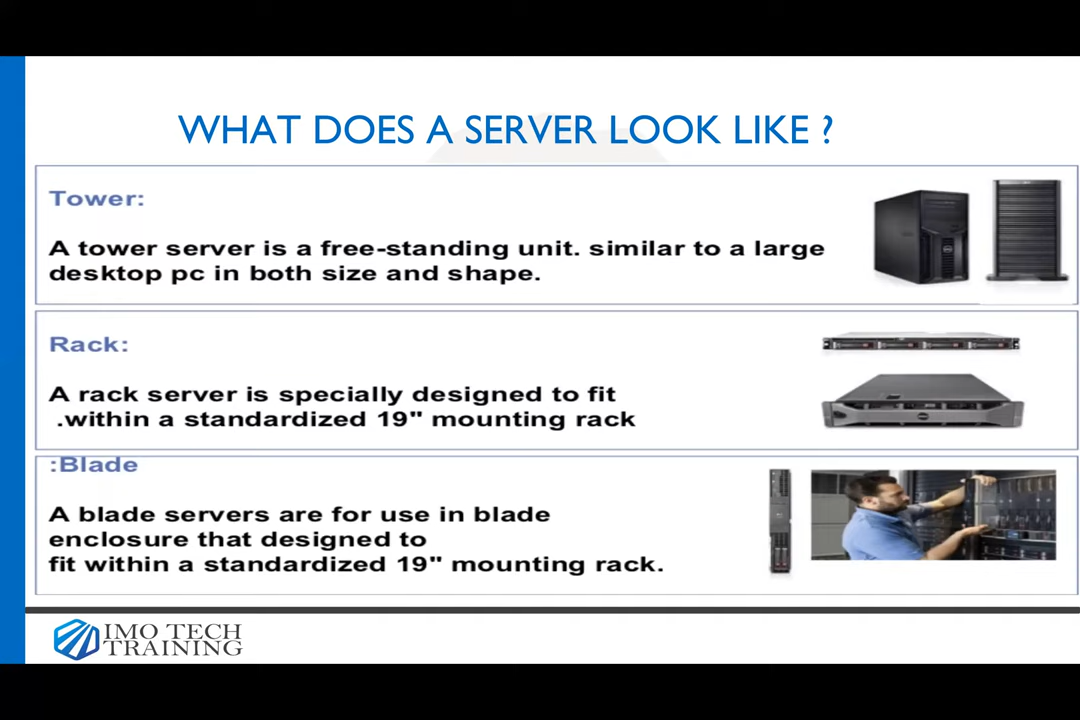 WHAT DOES A SERVER LOOK LIKE ?
Tower:
A tower server is a free-standing unit. similar to a large
desktop pc in both size and shape.
Rack:
A rack server is specially designed to fit
.within a standardized 19" mounting rack
:Blade
A blade servers are for use in blade
enclosure that designed to
fit within a standardized 19" mounting rack.
IMO TECH
TRAINING